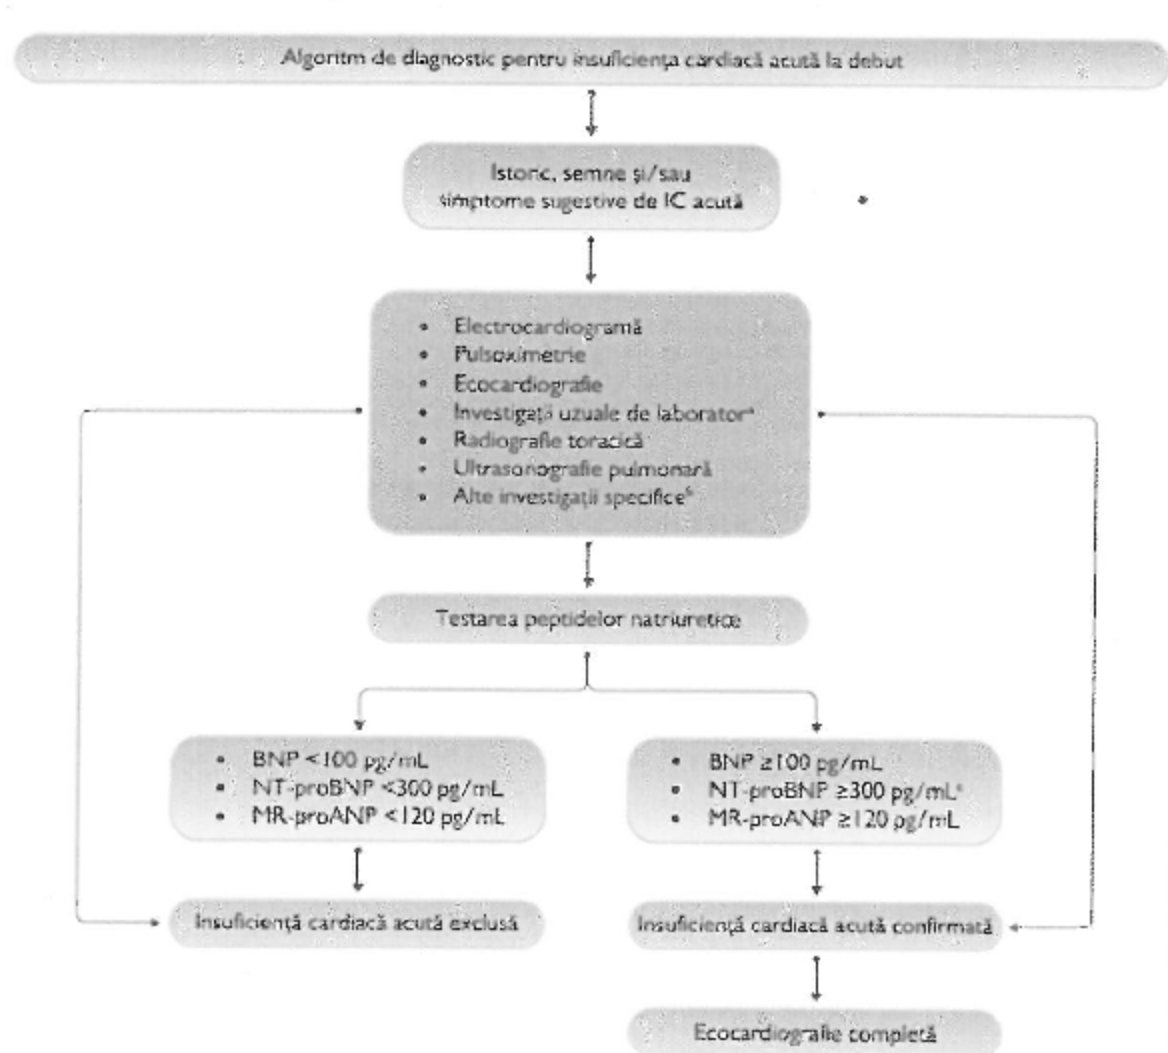 Algoritm de diagnostic pentru insuficiența cardiacă acută la debut
Istoric, semne și/sau
simptome sugestive de IC acută
• Electrocardiogramă
• Pulsoximetrie
• Ecocardiografie
• Investigații uzuale de laboratorᵃ
• Radiografie toracică
• Ultrasonografie pulmonară
• Alte investigații specificeᵇ
Testarea peptidelor natriuretice
• BNP <100 pg/mL
• NT-proBNP <300 pg/mL
• MR-proANP <120 pg/mL
• BNP ≥100 pg/mL
• NT-proBNP ≥300 pg/mLᶜ
• MR-proANP ≥120 pg/mL
Insuficiență cardiacă acută exclusă
Insuficiență cardiacă acută confirmată
Ecocardiografie completă